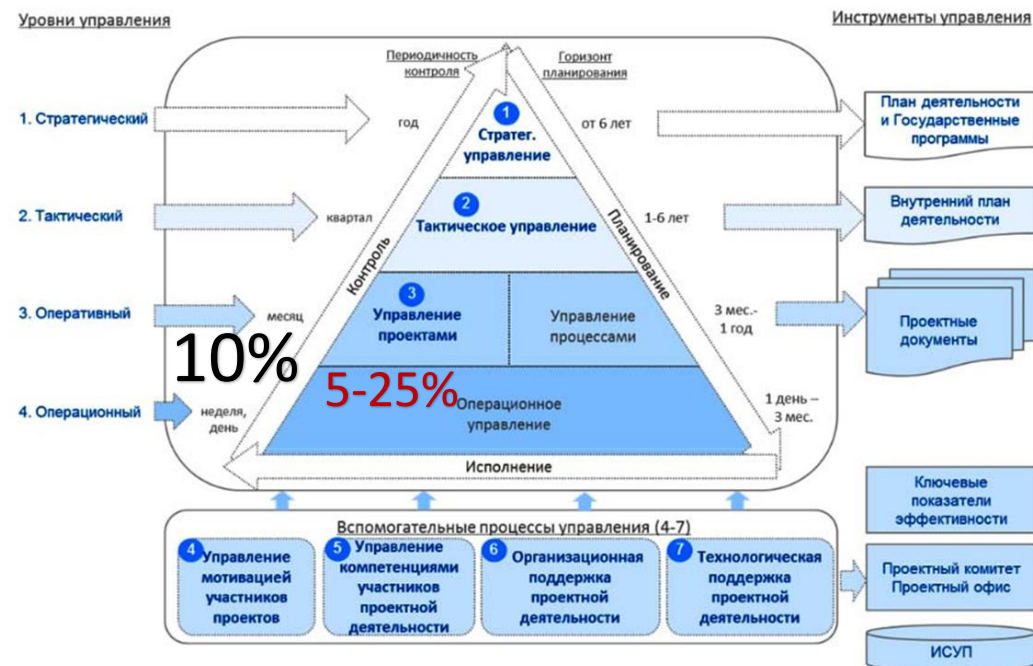 Уровни управления
Инструменты управления
Периодичность
контроля
Горизонт
планирования
1. Стратегический
год
1
Стратег.
управление
от 6 лет
План деятельности
и Государственные
программы
2. Тактический
квартал
2
Тактическое управление
1-6 лет
Внутренний план
деятельности
Контроль
Планирование
3. Оперативный
месяц
3
Управление
проектами
Управление
процессами
3 мес.-
1 год
Проектные
документы
10%
5-25%
4. Операционный
неделя,
день
Операционное
управление
1 день –
3 мес.
Исполнение
Ключевые
показатели
эффективности
Вспомогательные процессы управления (4-7)
4
Управление
мотивацией
участников
проектов
5
Управление
компетенциями
участников
проектной
деятельности
6
Организационная
поддержка
проектной
деятельности
7
Технологическая
поддержка
проектной
деятельности
Проектный комитет
Проектный офис
ИСУП